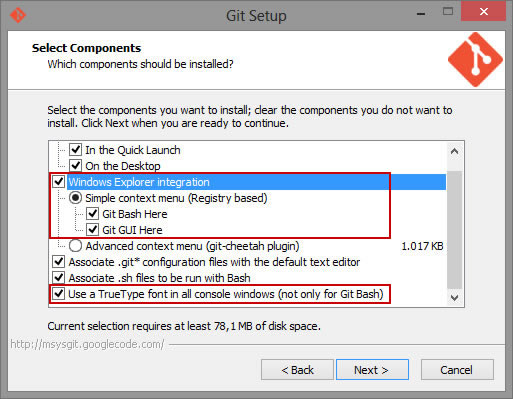 Git Setup
Select Components
Which components should be installed?
Select the components you want to install; clear the components you do not want to
install. Click Next when you are ready to continue.
In the Quick Launch
On the Desktop
Windows Explorer integration
Simple context menu (Registry based)
Git Bash Here
Git GUI Here
Advanced context menu (git-cheetah plugin) 1.017 KB
Associate .git* configuration files with the default text editor
Associate .sh files to be run with Bash
Use a TrueType font in all console windows (not only for Git Bash)
Current selection requires at least 78,1 MB of disk space.
http://msysgit.googlecode.com/
< Back Next > Cancel